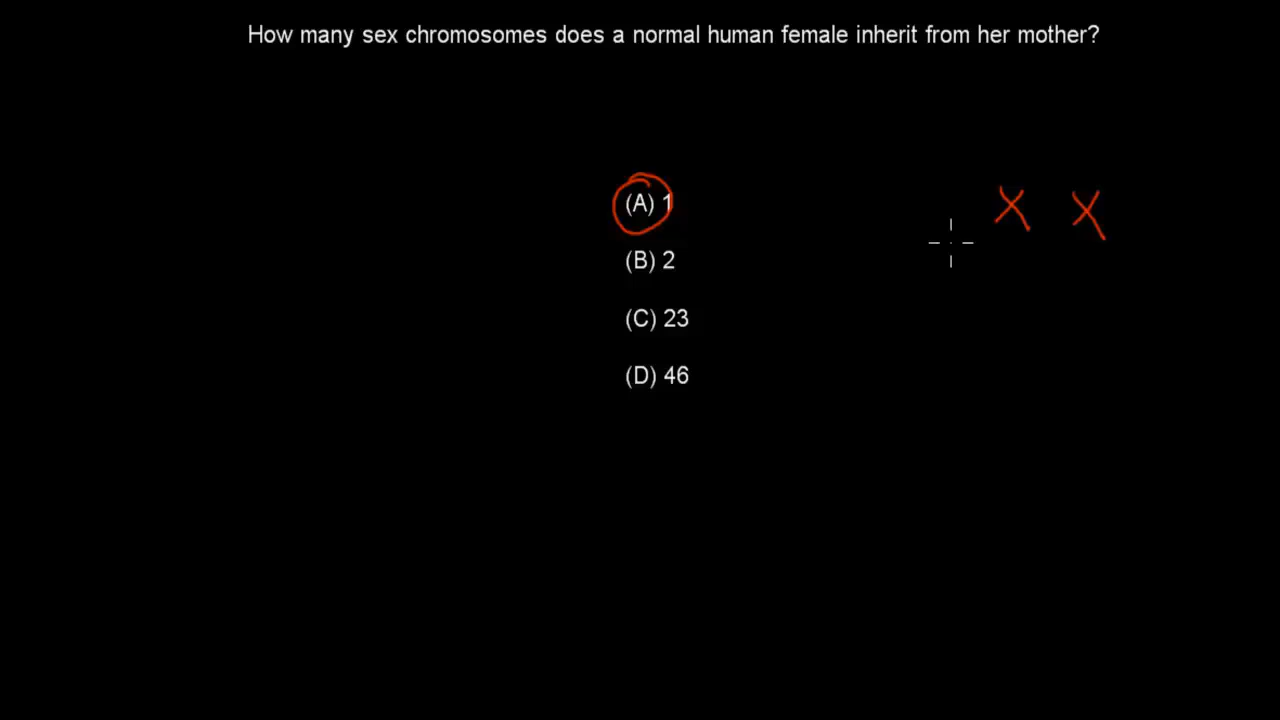 How many sex chromosomes does a normal human female inherit from her mother?
(A) 1
X X
(B) 2
(C) 23
(D) 46